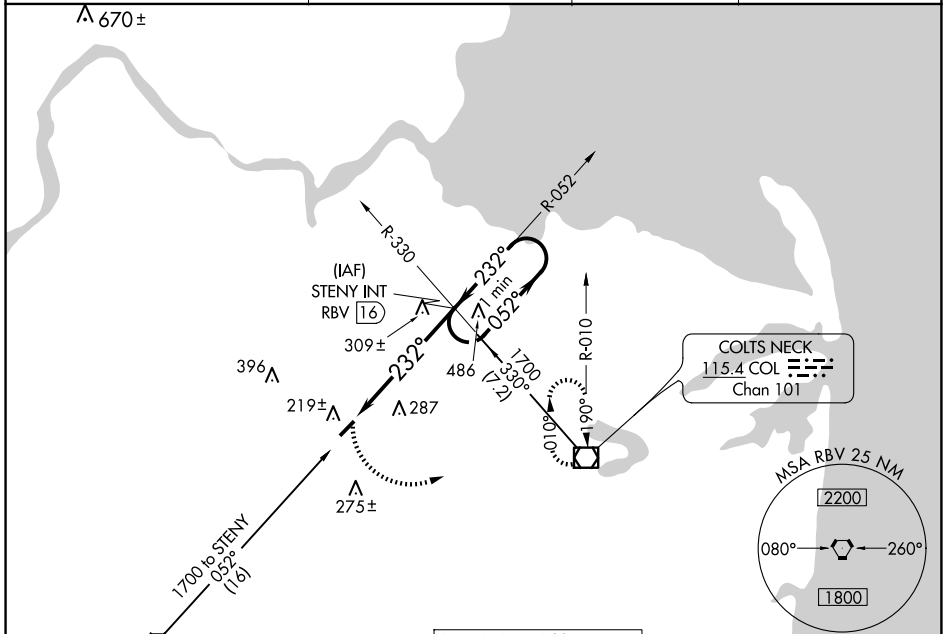 670±
R-052
R-330
232°
1 min
052°
(IAF)
STENY INT
RBV 16
309±
232°
486
R-010
1700
330°
(7.2)
COLTS NECK
115.4 COL
Chan 101
396
219±
287
010°
190°
275±
MSA RBV 25 NM
2200
080°
260°
1800
1700 to STENY
052°
(16)